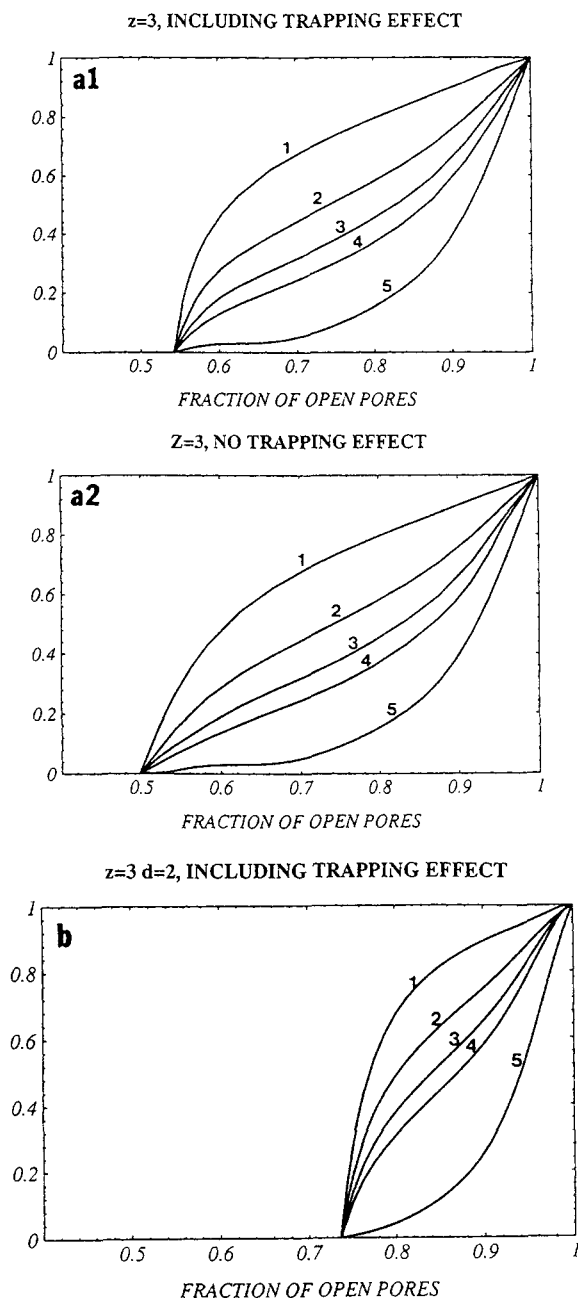 z=3, INCLUDING TRAPPING EFFECT
a1
1
0.8
0.6
0.4
0.2
0
1
2
3
4
5
0.5 0.6 0.7 0.8 0.9 1
FRACTION OF OPEN PORES
Z=3, NO TRAPPING EFFECT
a2
1
0.8
0.6
0.4
0.2
0
1
2
3
4
5
0.5 0.6 0.7 0.8 0.9 1
FRACTION OF OPEN PORES
z=3 d=2, INCLUDING TRAPPING EFFECT
b
1
0.8
0.6
0.4
0.2
0
1
2
3
4
5
0.5 0.6 0.7 0.8 0.9 1
FRACTION OF OPEN PORES